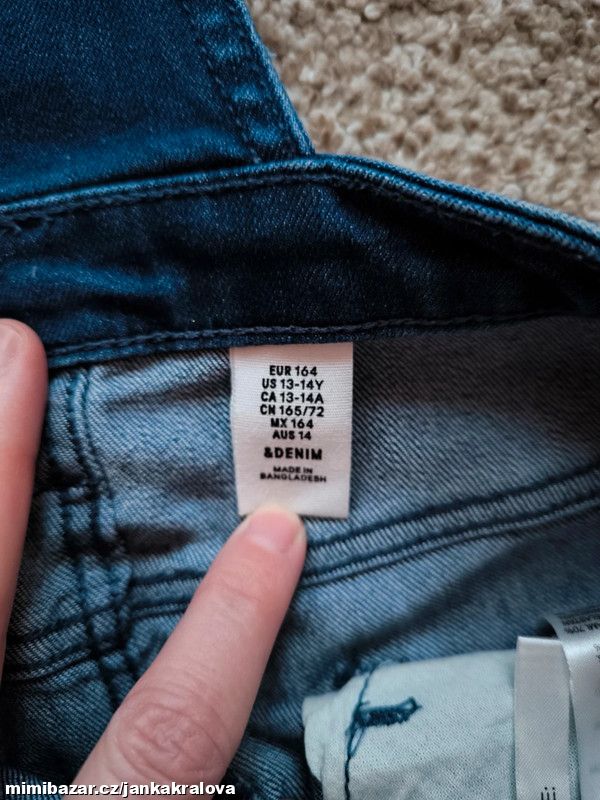 EUR 164
US 13-14Y
CA 13-14A
CN 165/72
MX 164
AUS 14
&DENIM
MADE IN
BANGLADESH
mimibazar.cz/jankakralova